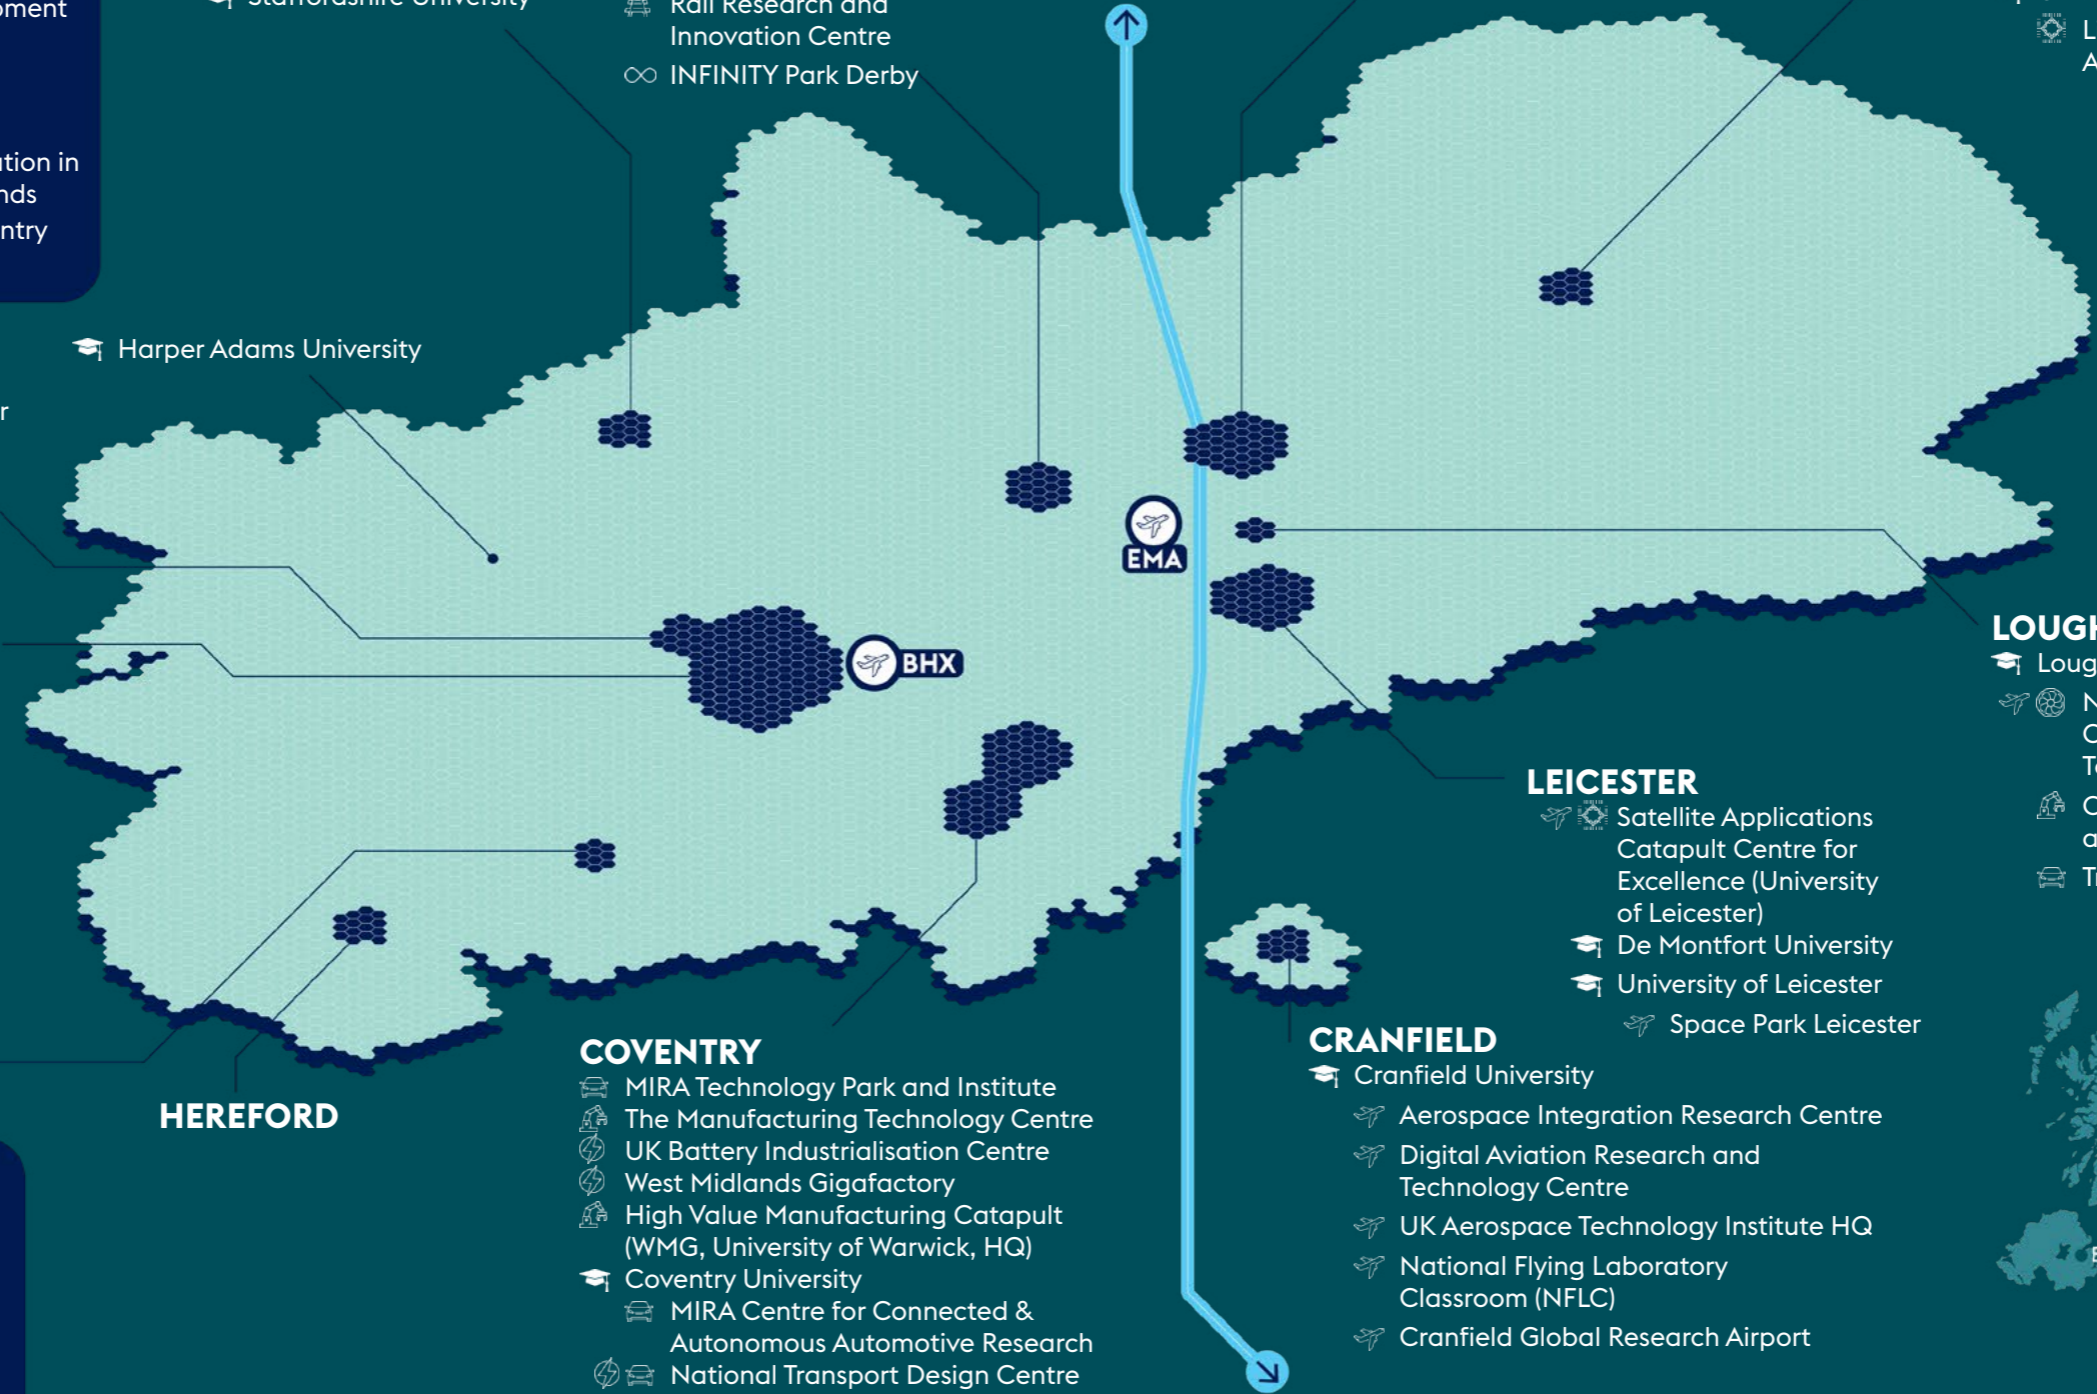 Staffordshire University
Rail Research and
Innovation Centre
INFINITY Park Derby
Harper Adams University
EMA
BHX
HEREFORD
COVENTRY
MIRA Technology Park and Institute
The Manufacturing Technology Centre
UK Battery Industrialisation Centre
West Midlands Gigafactory
High Value Manufacturing Catapult
(WMG, University of Warwick, HQ)
Coventry University
MIRA Centre for Connected &
Autonomous Automotive Research
National Transport Design Centre
LEICESTER
Satellite Applications
Catapult Centre for
Excellence (University
of Leicester)
De Montfort University
University of Leicester
Space Park Leicester
CRANFIELD
Cranfield University
Aerospace Integration Research Centre
Digital Aviation Research and
Technology Centre
UK Aerospace Technology Institute HQ
National Flying Laboratory
Classroom (NFLC)
Cranfield Global Research Airport